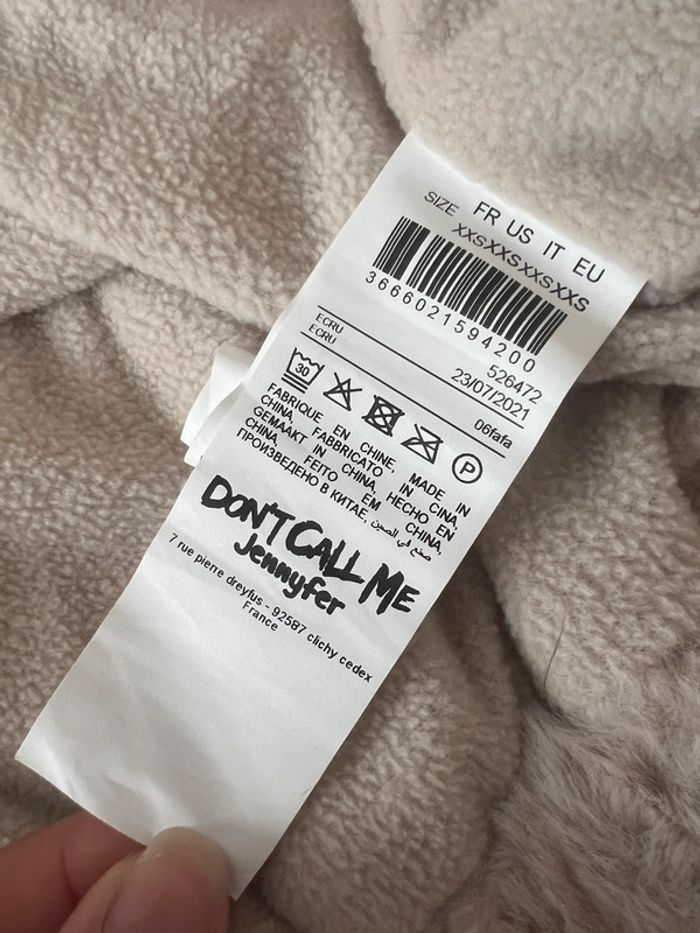 SIZE FR US IT EU
XXS XXS XXS XXS
3666021594200
526472
ECRU 23/07/2021
ECRU 06fafa
30 P
FABRIQUE EN CHINE, MADE IN
CHINA, FABBRICATO IN CINA,
GEMAAKT IN CHINA, HECHO EN
CHINA, FEITO EM CHINA,
ПРОИЗВЕДЕНО В КИТАЕ, صنع في الصين
DON'T CALL ME
Jennyfer
7 rue pierre dreyfus - 92587 clichy cedex
France